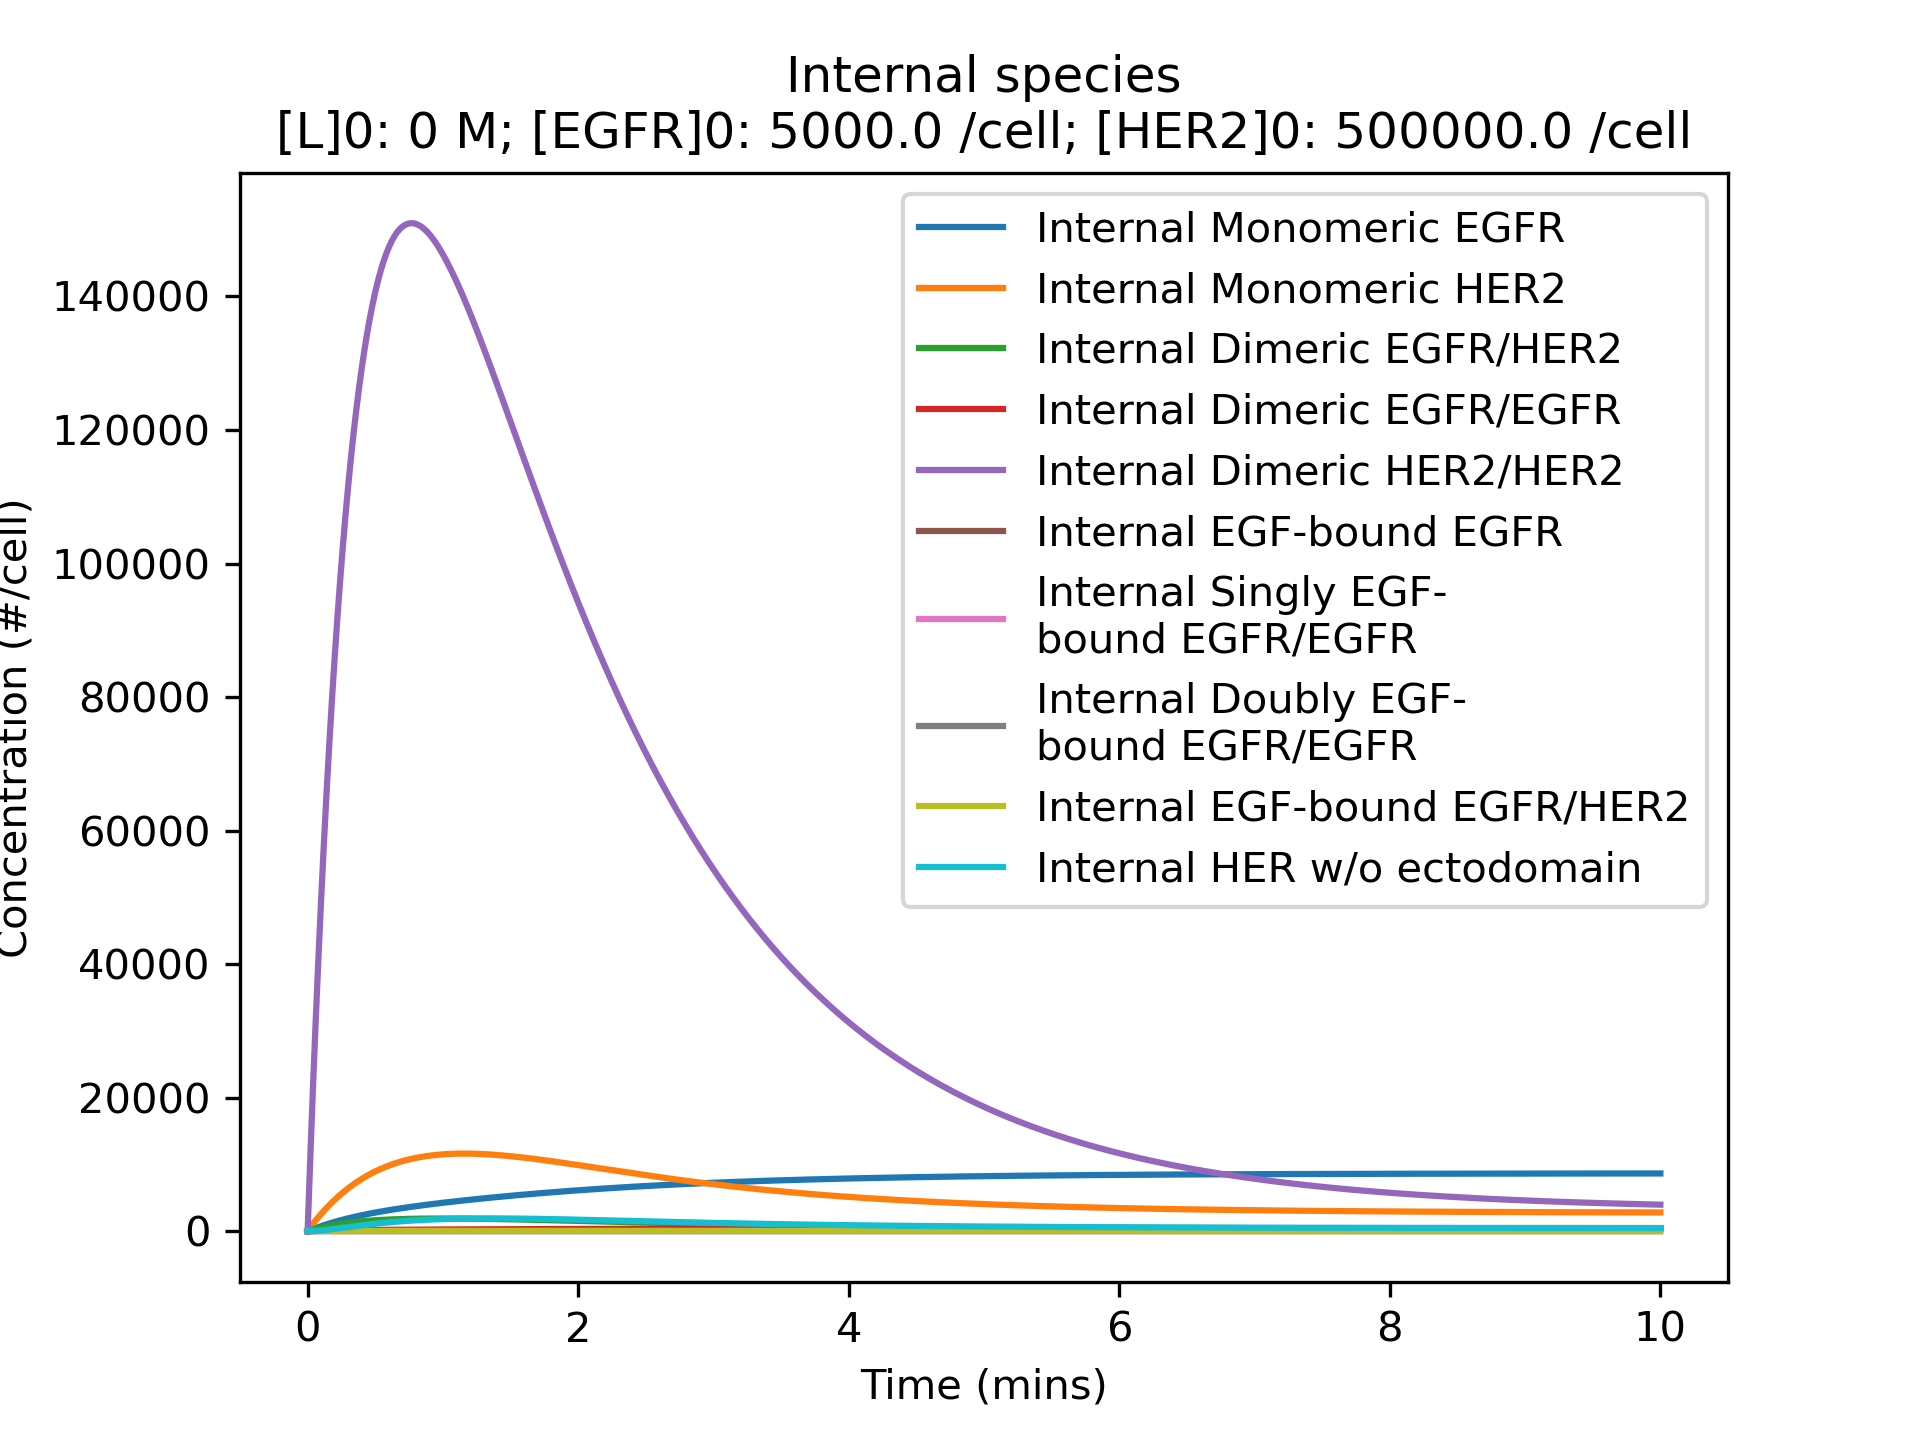 Internal species
[L]0: 0 M; [EGFR]0: 5000.0 /cell; [HER2]0: 500000.0 /cell
Concentration (#/cell)
140000
120000
100000
80000
60000
40000
20000
0
Internal Monomeric EGFR
Internal Monomeric HER2
Internal Dimeric EGFR/HER2
Internal Dimeric EGFR/EGFR
Internal Dimeric HER2/HER2
Internal EGF-bound EGFR
Internal Singly EGF-
bound EGFR/EGFR
Internal Doubly EGF-
bound EGFR/EGFR
Internal EGF-bound EGFR/HER2
Internal HER w/o ectodomain
0 2 4 6 8 10
Time (mins)